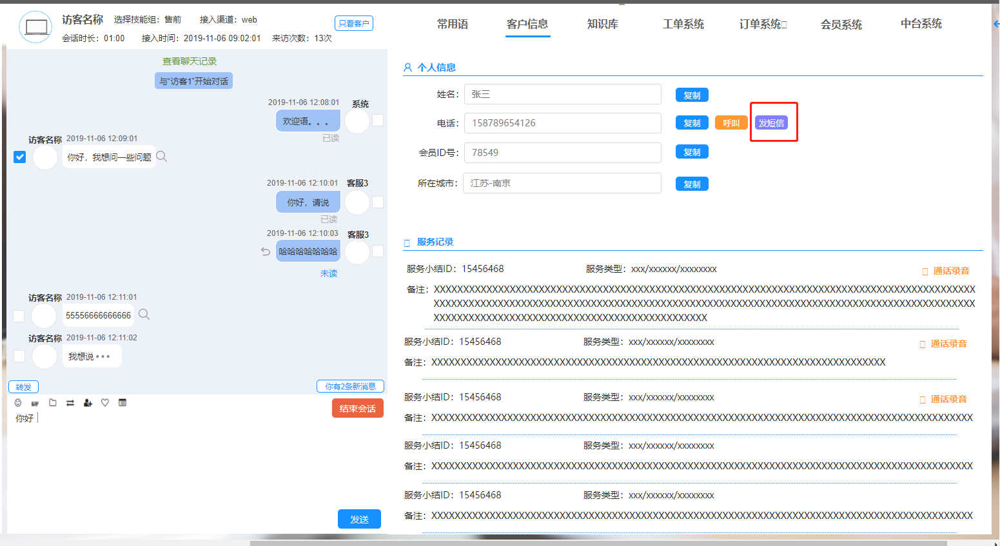 访客名称 选择技能组：售前 接入渠道：web
只看客户
会话时长：01:00 接入时间：2019-11-06 09:02:01 来访次数：13次
查看聊天记录
与“访客1”开始对话
2019-11-06 12:08:01 系统
欢迎语。。。
已读
访客名称 2019-11-06 12:09:01
你好，我想问一些问题
2019-11-06 12:10:01 客服3
你好，请说
已读
2019-11-06 12:10:03 客服3
哈哈哈哈哈哈哈
未读
访客名称 2019-11-06 12:11:01
55556666666666
访客名称 2019-11-06 12:11:02
我想说•••
转发 你有2条新消息
GIF
结束会话
你好
发送
常用语 客户信息 知识库 工单系统 订单系统 会员系统 中台系统
个人信息
姓名： 张三 复制
电话： 158789654126 复制 呼叫 发短信
会员ID号： 78549 复制
所在城市： 江苏-南京 复制
服务记录
服务小结ID：15456468 服务类型：xxx/xxxxxx/xxxxxxxx 通话录音
备注：XXXXXXXXXXXXXXXXXXXXXXXXXXXXXXXXXXXXXXXXXXXXXXXXXXXXXXXXXXXXXXXXXXXXXXXXXXXXXXXXXXXXXXXXXXXXX
XXXXXXXXXXXXXXXXXXXXXXXXXXXXXXXXXXXXXXXXXXXXXXXXXXXXXXXXXXXXXXXXXXXXXXXXXXXXXXXXXXXXXXXXXXXXX
XXXXXXXXXXXXXXXXXXXXXXXXXXXXXXXXXXXXXXXXXXXXXXX
服务小结ID：15456468 服务类型：xxx/xxxxxx/xxxxxxxx 通话录音
备注：XXXXXXXXXXXXXXXXXXXXXXXXXXXXXXXXXXXXXXXXXXXXXXXXXXXXXXXXXXXXXXXXXXXXXXXXXXXXXX
服务小结ID：15456468 服务类型：xxx/xxxxxx/xxxxxxxx 通话录音
备注：XXXXXXXXXXXXXXXXXXXXXXXXXXXXXXXXXXXXXXXXXXXXXXXXXXXXXXXXXXXXXXXXXXXXXXXXXXXXXXXXXXXXXXXXXXXXX
服务小结ID：15456468 服务类型：xxx/xxxxxx/xxxxxxxx
备注：XXXXXXXXXXXXXXXXXXXXXXXXXXXXXXXXXXXXXXXXXXXXXXXXXXXXXXXXXXXXXXXXXXXXXXXXXXXXXXXXXXXXXXXXXXXXX
服务小结ID：15456468 服务类型：xxx/xxxxxx/xxxxxxxx
备注：XXXXXXXXXXXXXXXXXXXXXXXXXXXXXXXXXXXXXXXXXXXXXXXXXXXXXXXXXXXXXXXXXXXXXXXXXXXXXXXXXXXXXXXXXXXXX